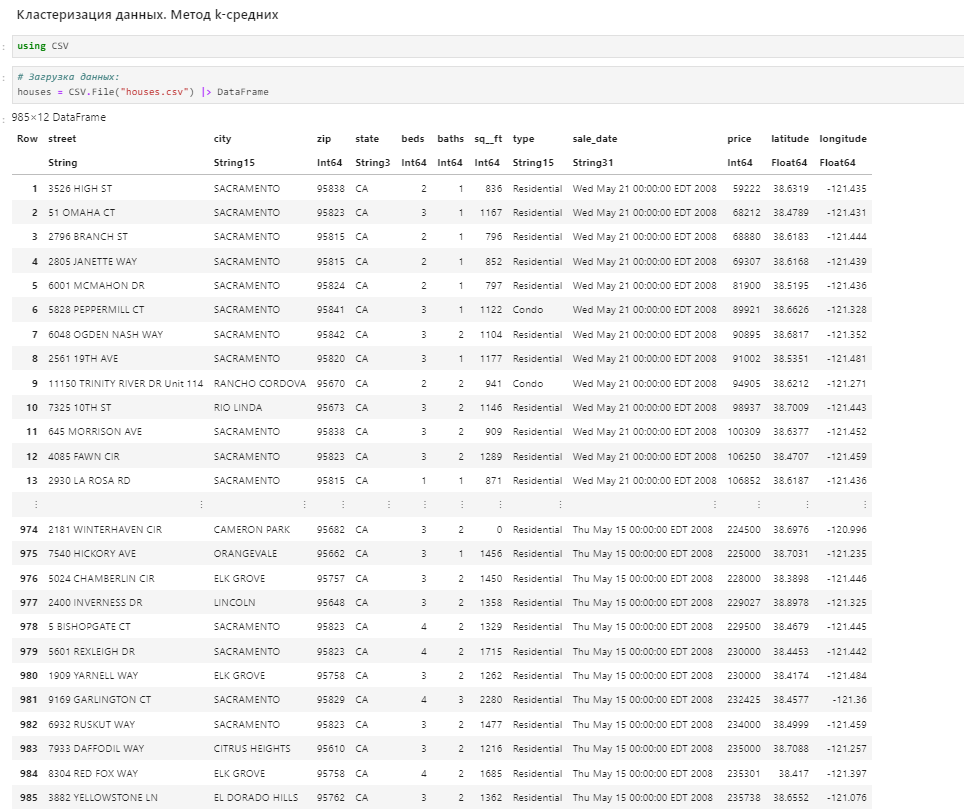 Кластеризация данных. Метод k-средних
using CSV
# Загрузка данных:
houses = CSV.File("houses.csv") |> DataFrame
985×12 DataFrame
Row street city zip state beds baths sq__ft type sale_date price latitude longitude
String String15 Int64 String3 Int64 Int64 Int64 String15 String31 Int64 Float64 Float64
1 3526 HIGH ST SACRAMENTO 95838 CA 2 1 836 Residential Wed May 21 00:00:00 EDT 2008 59222 38.6319 -121.435
2 51 OMAHA CT SACRAMENTO 95823 CA 3 1 1167 Residential Wed May 21 00:00:00 EDT 2008 68212 38.4789 -121.431
3 2796 BRANCH ST SACRAMENTO 95815 CA 2 1 796 Residential Wed May 21 00:00:00 EDT 2008 68880 38.6183 -121.444
4 2805 JANETTE WAY SACRAMENTO 95815 CA 2 1 852 Residential Wed May 21 00:00:00 EDT 2008 69307 38.6168 -121.439
5 6001 MCMAHON DR SACRAMENTO 95824 CA 2 1 797 Residential Wed May 21 00:00:00 EDT 2008 81900 38.5195 -121.436
6 5828 PEPPERMILL CT SACRAMENTO 95841 CA 3 1 1122 Condo Wed May 21 00:00:00 EDT 2008 89921 38.6626 -121.328
7 6048 OGDEN NASH WAY SACRAMENTO 95842 CA 3 2 1104 Residential Wed May 21 00:00:00 EDT 2008 90895 38.6817 -121.352
8 2561 19TH AVE SACRAMENTO 95820 CA 3 1 1177 Residential Wed May 21 00:00:00 EDT 2008 91002 38.5351 -121.481
9 11150 TRINITY RIVER DR Unit 114 RANCHO CORDOVA 95670 CA 2 2 941 Condo Wed May 21 00:00:00 EDT 2008 94905 38.6212 -121.271
10 7325 10TH ST RIO LINDA 95673 CA 3 2 1146 Residential Wed May 21 00:00:00 EDT 2008 98937 38.7009 -121.443
11 645 MORRISON AVE SACRAMENTO 95838 CA 3 2 909 Residential Wed May 21 00:00:00 EDT 2008 100309 38.6377 -121.452
12 4085 FAWN CIR SACRAMENTO 95823 CA 3 2 1289 Residential Wed May 21 00:00:00 EDT 2008 106250 38.4707 -121.459
13 2930 LA ROSA RD SACRAMENTO 95815 CA 1 1 871 Residential Wed May 21 00:00:00 EDT 2008 106852 38.6187 -121.436
⋮ ⋮ ⋮ ⋮ ⋮ ⋮ ⋮ ⋮ ⋮ ⋮ ⋮ ⋮ ⋮
974 2181 WINTERHAVEN CIR CAMERON PARK 95682 CA 3 2 0 Residential Thu May 15 00:00:00 EDT 2008 224500 38.6976 -120.996
975 7540 HICKORY AVE ORANGEVALE 95662 CA 3 1 1456 Residential Thu May 15 00:00:00 EDT 2008 225000 38.7031 -121.235
976 5024 CHAMBERLIN CIR ELK GROVE 95757 CA 3 2 1450 Residential Thu May 15 00:00:00 EDT 2008 228000 38.3898 -121.446
977 2400 INVERNESS DR LINCOLN 95648 CA 3 2 1358 Residential Thu May 15 00:00:00 EDT 2008 229027 38.8978 -121.325
978 5 BISHOPGATE CT SACRAMENTO 95823 CA 4 2 1329 Residential Thu May 15 00:00:00 EDT 2008 229500 38.4679 -121.445
979 5601 REXLEIGH DR SACRAMENTO 95823 CA 4 2 1715 Residential Thu May 15 00:00:00 EDT 2008 230000 38.4453 -121.442
980 1909 YARNELL WAY ELK GROVE 95758 CA 3 2 1262 Residential Thu May 15 00:00:00 EDT 2008 230000 38.4174 -121.484
981 9169 GARLINGTON CT SACRAMENTO 95829 CA 4 3 2280 Residential Thu May 15 00:00:00 EDT 2008 232425 38.4577 -121.36
982 6932 RUSKUT WAY SACRAMENTO 95823 CA 3 2 1477 Residential Thu May 15 00:00:00 EDT 2008 234000 38.4999 -121.459
983 7933 DAFFODIL WAY CITRUS HEIGHTS 95610 CA 3 2 1216 Residential Thu May 15 00:00:00 EDT 2008 235000 38.7088 -121.257
984 8304 RED FOX WAY ELK GROVE 95758 CA 4 2 1685 Residential Thu May 15 00:00:00 EDT 2008 235301 38.417 -121.397
985 3882 YELLOWSTONE LN EL DORADO HILLS 95762 CA 3 2 1362 Residential Thu May 15 00:00:00 EDT 2008 235738 38.6552 -121.076